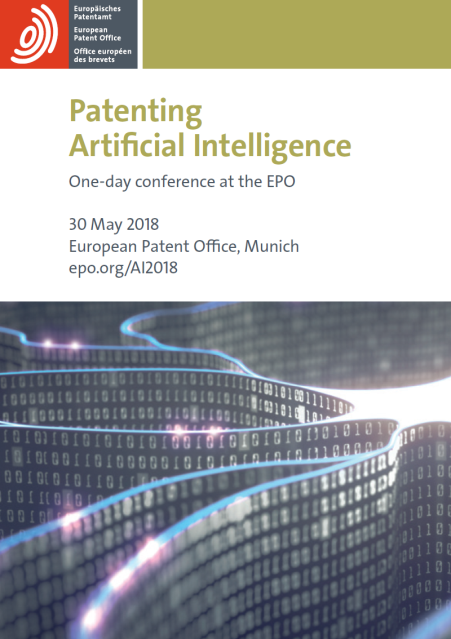 Europäisches
Patentamt
European
Patent Office
Office européen
des brevets
Patenting
Artificial Intelligence
One-day conference at the EPO
30 May 2018
European Patent Office, Munich
epo.org/AI2018